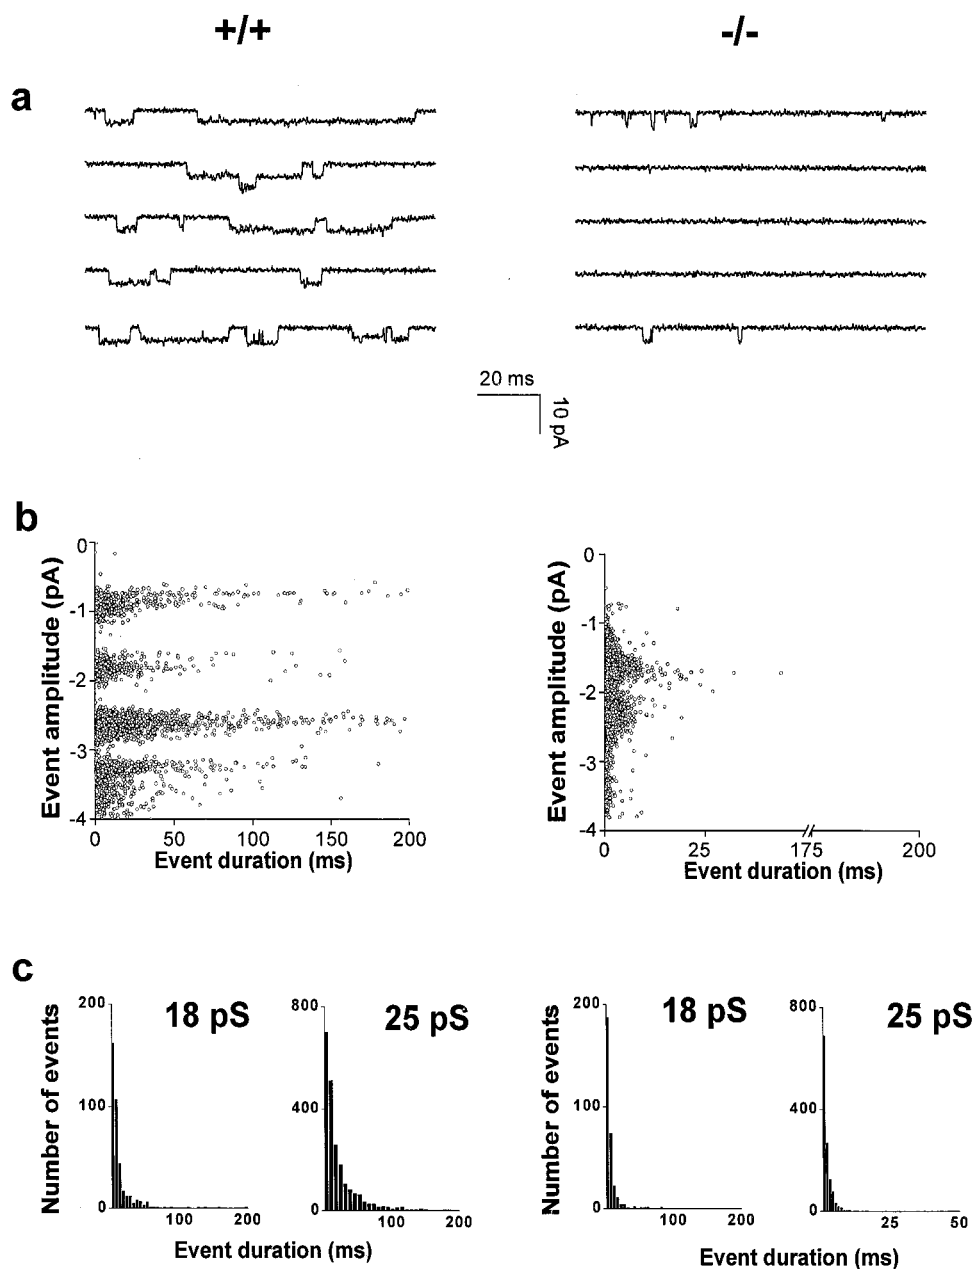 +/+ -/-
a
20 ms
10 pA
b
Event amplitude (pA)
0
-1
-2
-3
-4
0 50 100 150 200
Event duration (ms)
Event amplitude (pA)
0
-1
-2
-3
-4
0 25 175 200
Event duration (ms)
c
Number of events
200
100
0
18 pS
100 200
800
400
0
25 pS
100 200
Event duration (ms)
Number of events
200
100
0
18 pS
100 200
800
400
0
25 pS
25 50
Event duration (ms)